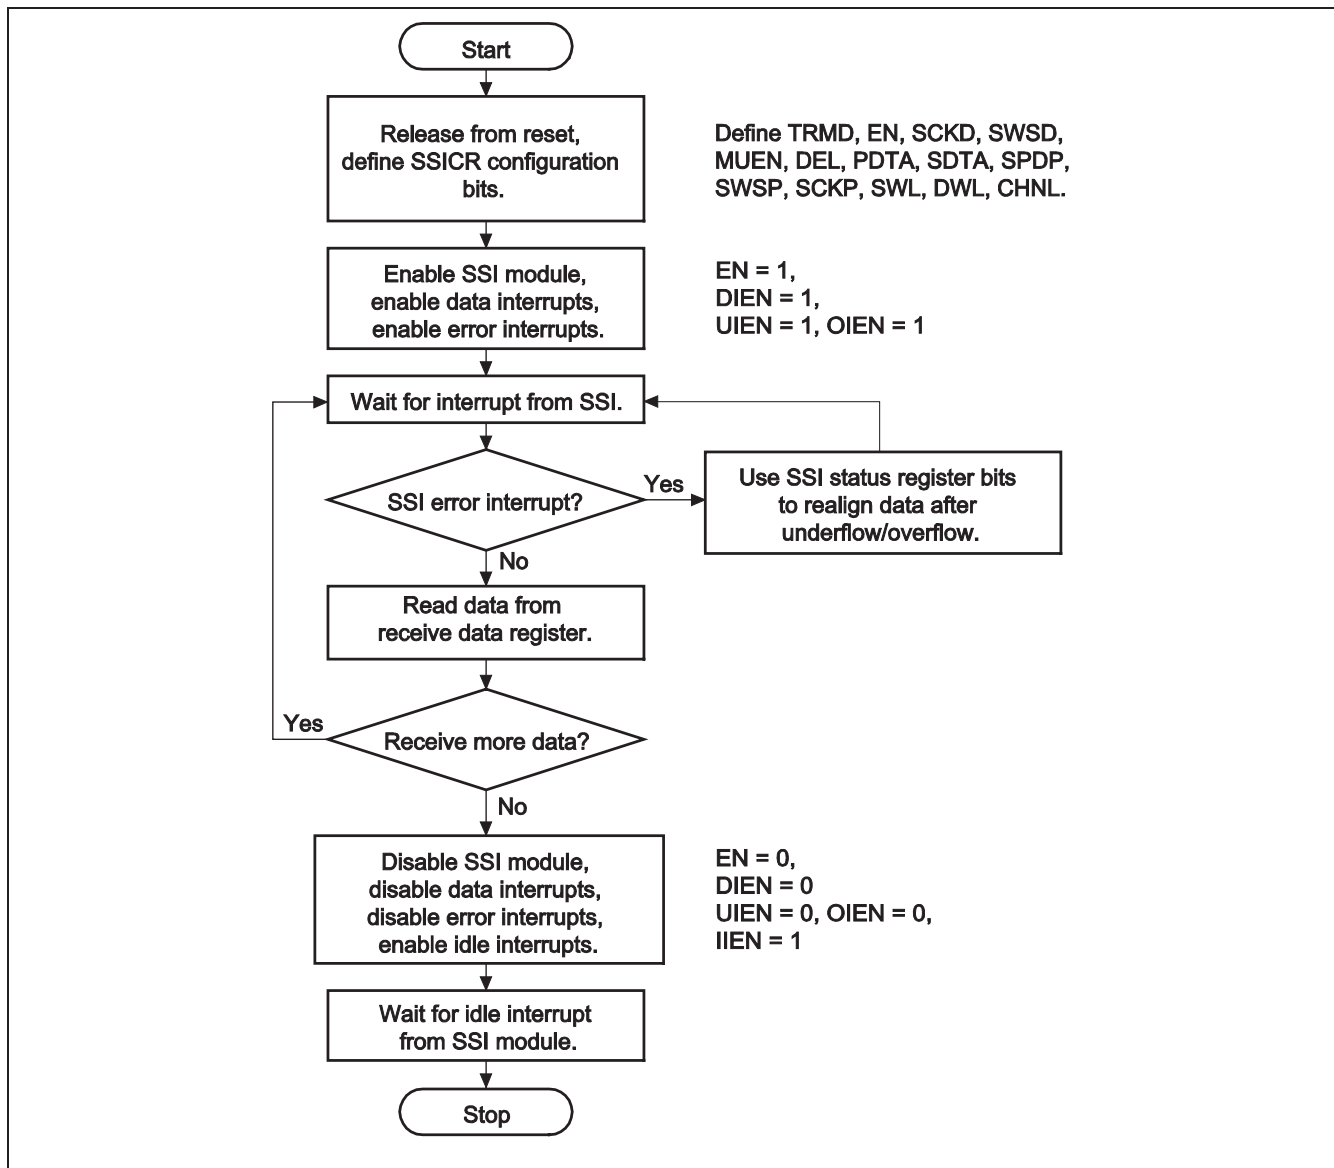 Start
Release from reset,
define SSICR configuration
bits.
Define TRMD, EN, SCKD, SWSD,
MUEN, DEL, PDTA, SDTA, SPDP,
SWSP, SCKP, SWL, DWL, CHNL.
Enable SSI module,
enable data interrupts,
enable error interrupts.
EN = 1,
DIEN = 1,
UIEN = 1, OIEN = 1
Wait for interrupt from SSI.
SSI error interrupt?
Yes
Use SSI status register bits
to realign data after
underflow/overflow.
No
Read data from
receive data register.
Yes
Receive more data?
No
Disable SSI module,
disable data interrupts,
disable error interrupts,
enable idle interrupts.
EN = 0,
DIEN = 0
UIEN = 0, OIEN = 0,
IIEN = 1
Wait for idle interrupt
from SSI module.
Stop